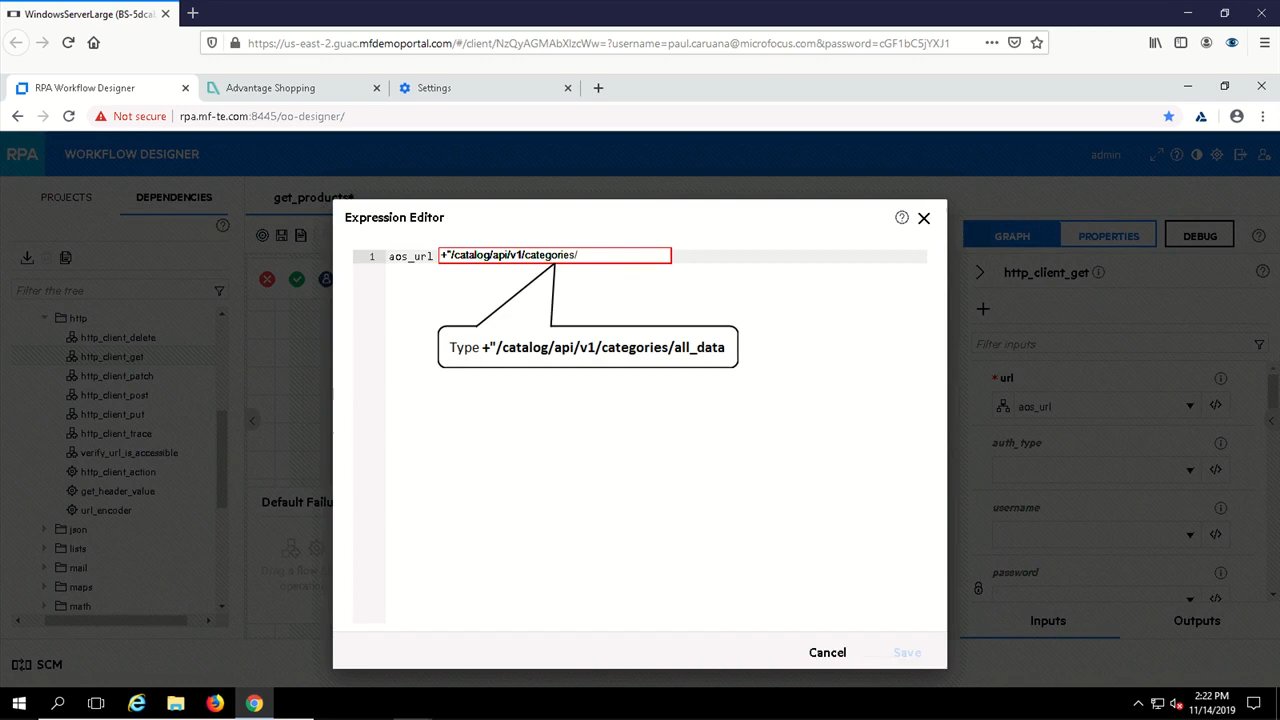 WindowsServerLarge (BS-5dcal
https://us-east-2.guac.mfdemoportal.com/#/client/NzQyAGMAbXlzcWw=?username=paul.caruana@microfocus.com&password=cGF1bC5jYXJ1
RPA Workflow Designer
Advantage Shopping
Settings
Not secure
rpa.mf-te.com:8445/oo-designer/
RPA
WORKFLOW DESIGNER
admin
PROJECTS
DEPENDENCIES
get_products*
Expression Editor
GRAPH
PROPERTIES
DEBUG
1
aos_url
+"/catalog/api/v1/categories/
Type +"/catalog/api/v1/categories/all_data
http_client_get
Filter the tree
http
http_client_delete
http_client_get
http_client_patch
http_client_post
http_client_put
http_client_trace
verify_url_is_accessible
http_client_action
get_header_value
url_encoder
json
lists
mail
maps
math
Default Failu
Drag a flow
operation
Filter inputs
* url
aos_url
auth_type
username
password
Inputs
Outputs
Cancel
Save
SCM
2:22 PM
11/14/2019